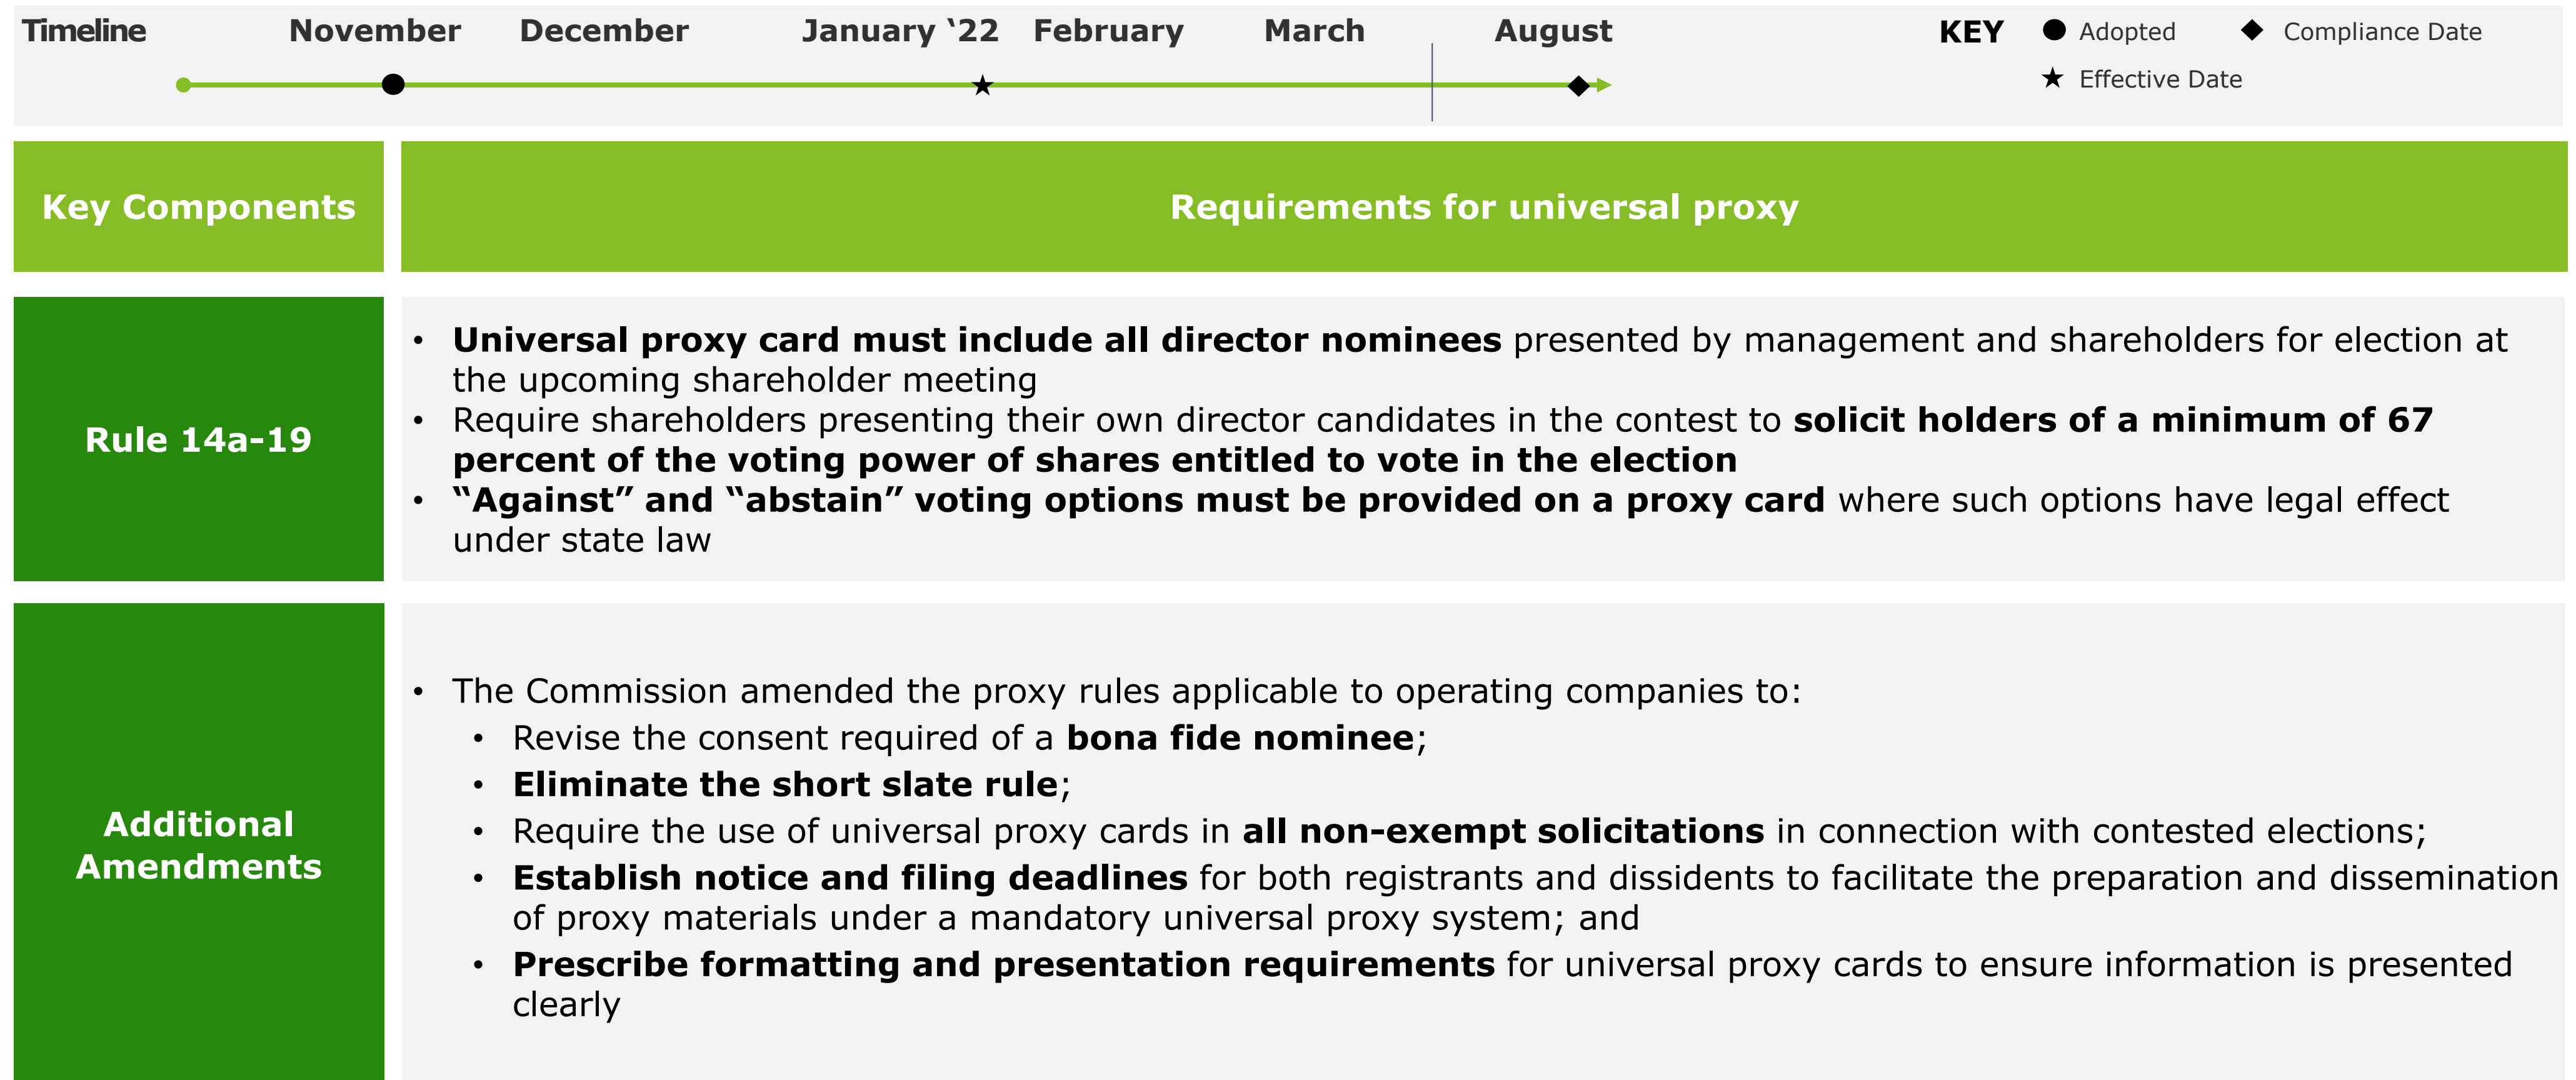 Timeline November December January ‘22 February March August KEY Adopted Compliance Date
Effective Date
Key Components
Requirements for universal proxy
Rule 14a-19
• Universal proxy card must include all director nominees presented by management and shareholders for election at
the upcoming shareholder meeting
• Require shareholders presenting their own director candidates in the contest to solicit holders of a minimum of 67
percent of the voting power of shares entitled to vote in the election
• “Against” and “abstain” voting options must be provided on a proxy card where such options have legal effect
under state law
Additional
Amendments
• The Commission amended the proxy rules applicable to operating companies to:
• Revise the consent required of a bona fide nominee;
• Eliminate the short slate rule;
• Require the use of universal proxy cards in all non-exempt solicitations in connection with contested elections;
• Establish notice and filing deadlines for both registrants and dissidents to facilitate the preparation and dissemination
of proxy materials under a mandatory universal proxy system; and
• Prescribe formatting and presentation requirements for universal proxy cards to ensure information is presented
clearly